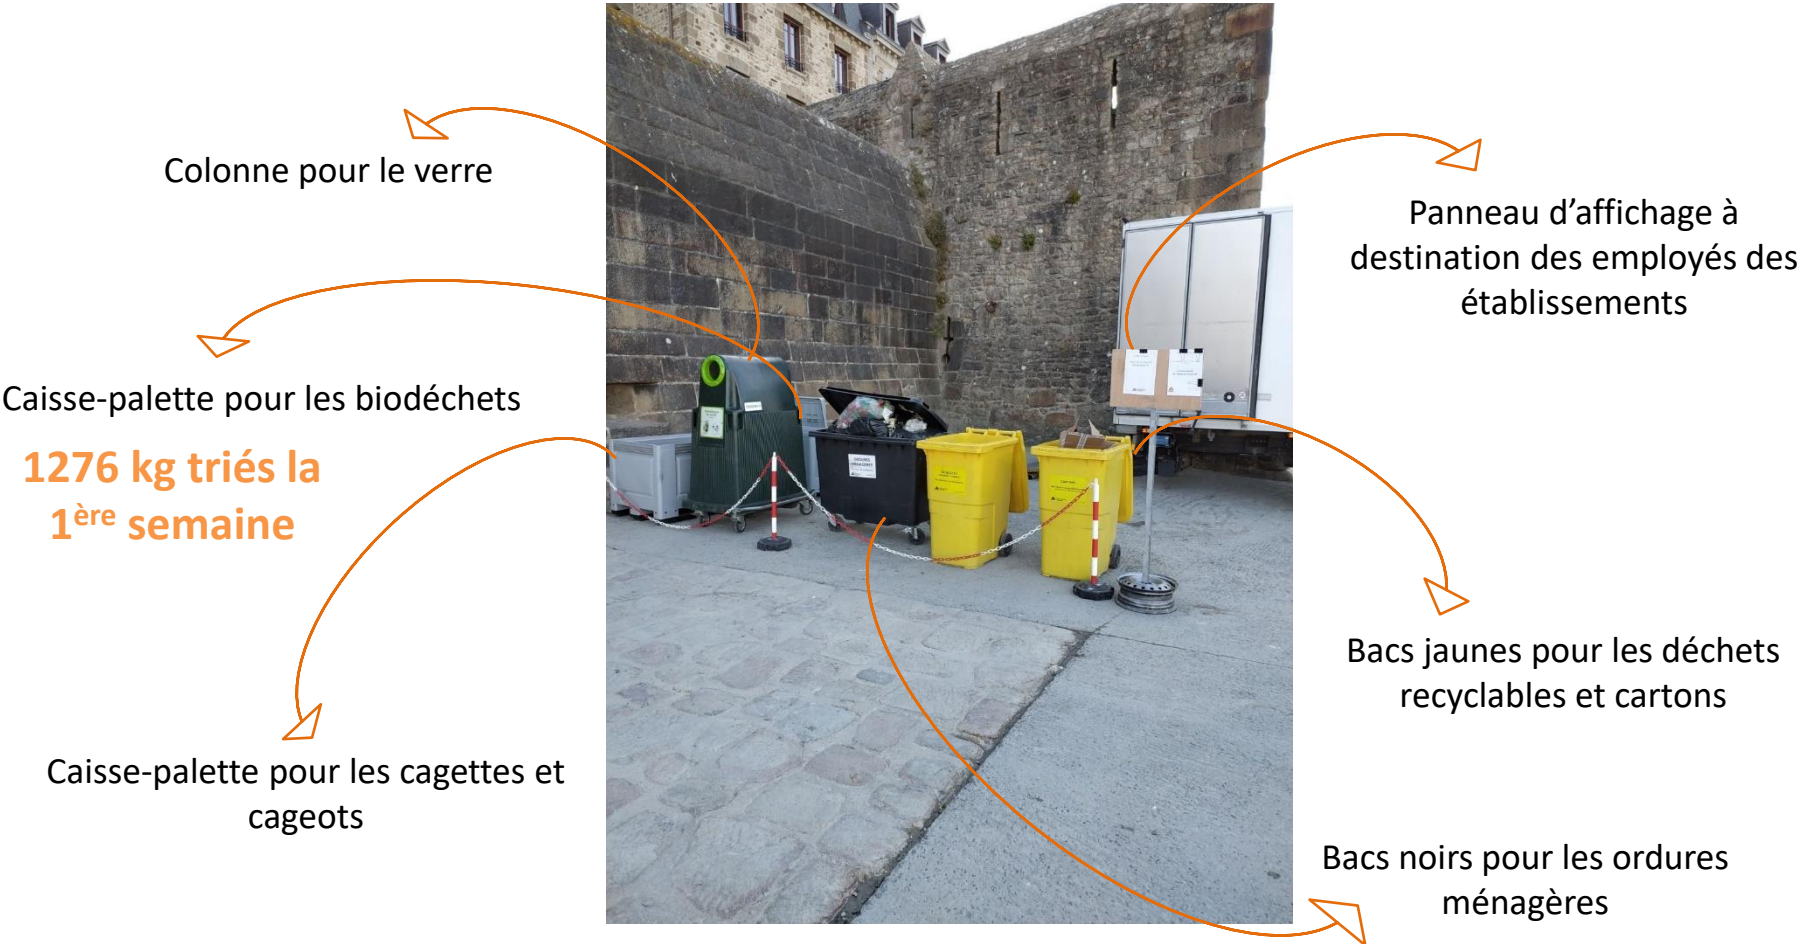 Colonne pour le verre
Caisse-palette pour les biodéchets
1276 kg triés la
1ère semaine
Caisse-palette pour les cagettes et
cageots
Panneau d’affichage à
destination des employés des
établissements
Bacs jaunes pour les déchets
recyclables et cartons
Bacs noirs pour les ordures
ménagères
ORDURES
MENAGERES